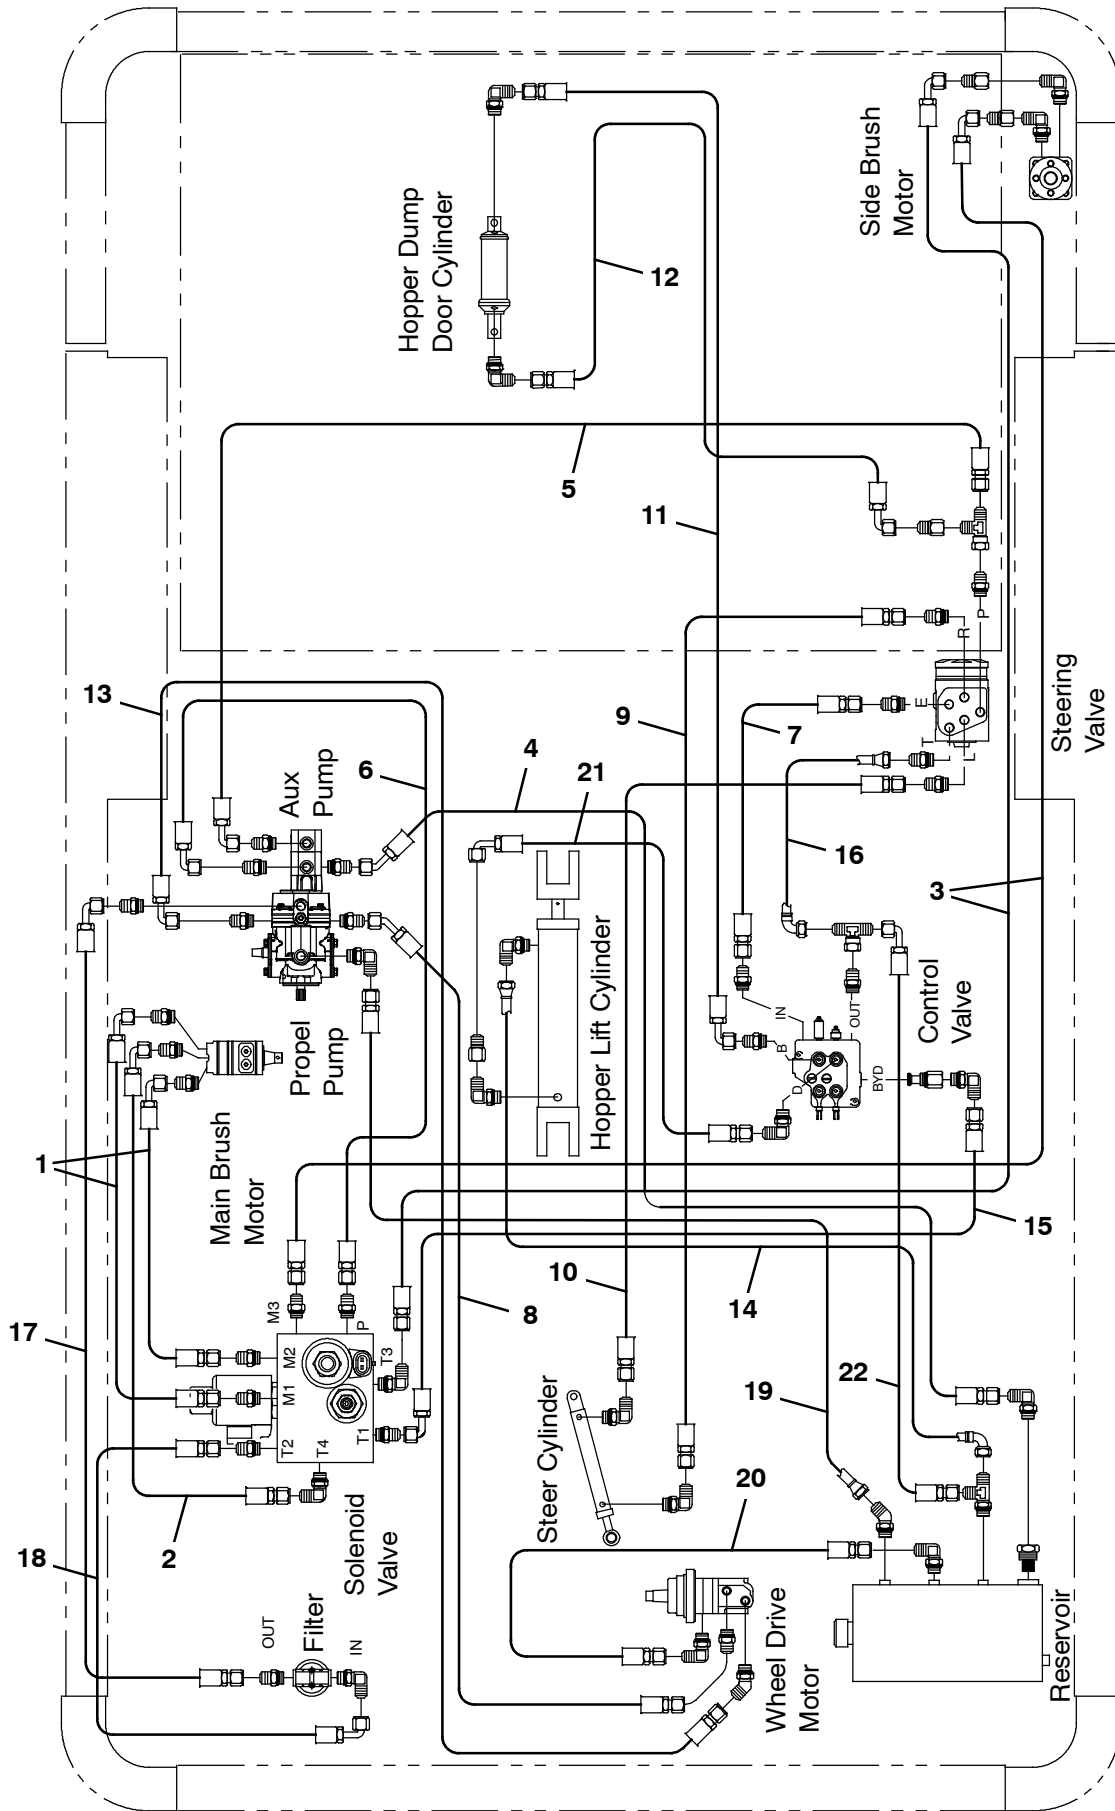 Side Brush
Motor
Hopper Dump
Door Cylinder
12
5
11
R
P
13
9
7
E
T
L
Steering
Valve
6
Aux
Pump
4
21
16
3
Propel
Pump
Hopper Lift Cylinder
IN
B
D
OUT
BYD
Control
Valve
1
Main Brush
Motor
15
17
M3
P
M2
M1
T3
T2
T4
T1
10
8
14
22
19
18
2
Solenoid
Valve
Steer Cylinder
20
OUT
Filter
IN
Wheel Drive
Motor
Reservoir